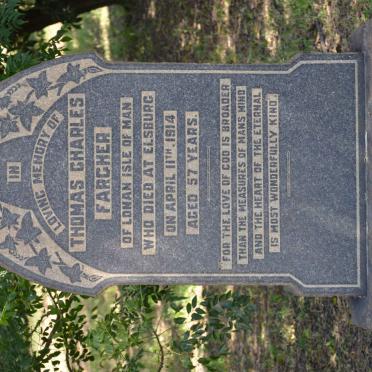 IN
LOVING MEMORY OF
THOMAS CHARLES
FARGHER
OF LONAN ISLE OF MAN
WHO DIED AT ELSBURG
ON APRIL 11TH 1914
AGED 57 YEARS.
FOR THE LOVE OF GOD IS BROADER
THAN THE MEASURES OF MANS MIND
AND THE HEART OF THE ETERNAL
IS MOST WONDERFULLY KIND